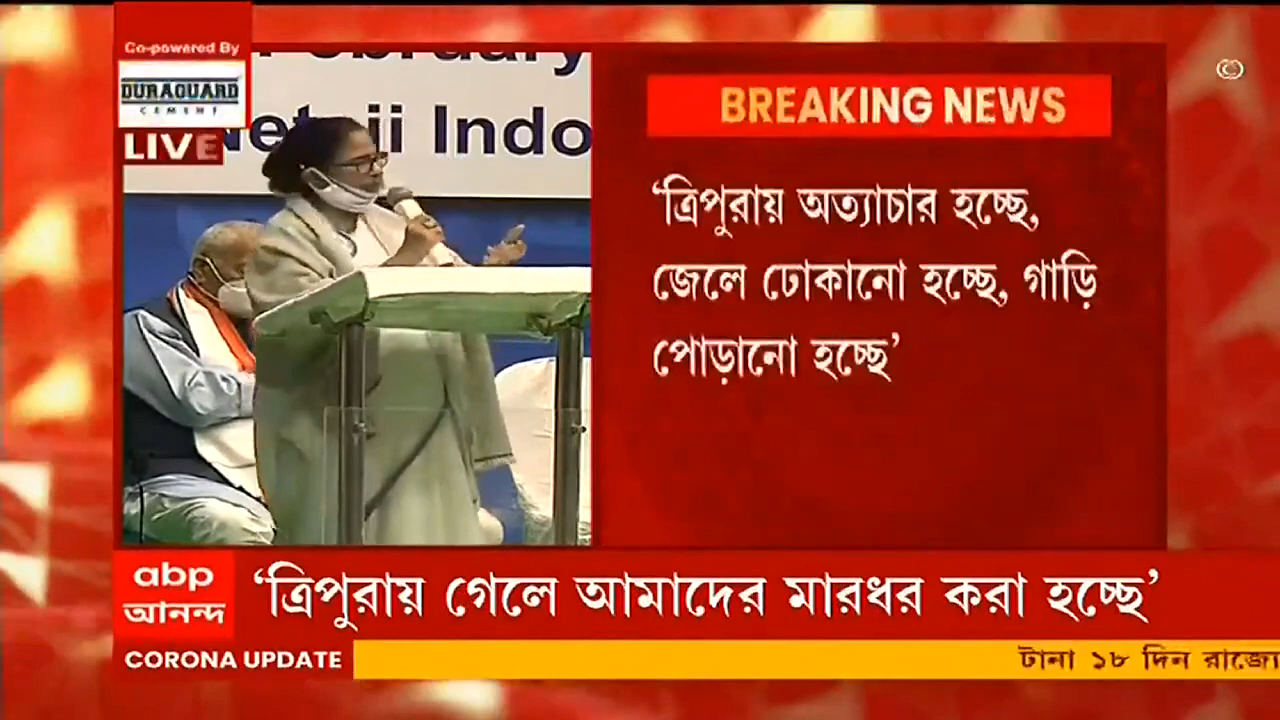 Co-powered By
DURAGUARD
CEMENT
LIVE
February
Netaji Indo
BREAKING NEWS
‘ত্রিপুরায় অত্যাচার হচ্ছে,
জেলে ঢোকানো হচ্ছে, গাড়ি
পোড়ানো হচ্ছে’
abp
আনন্দ
‘ত্রিপুরায় গেলে আমাদের মারধর করা হচ্ছে’
CORONA UPDATE
টানা ১৮ দিন রাজ্যে